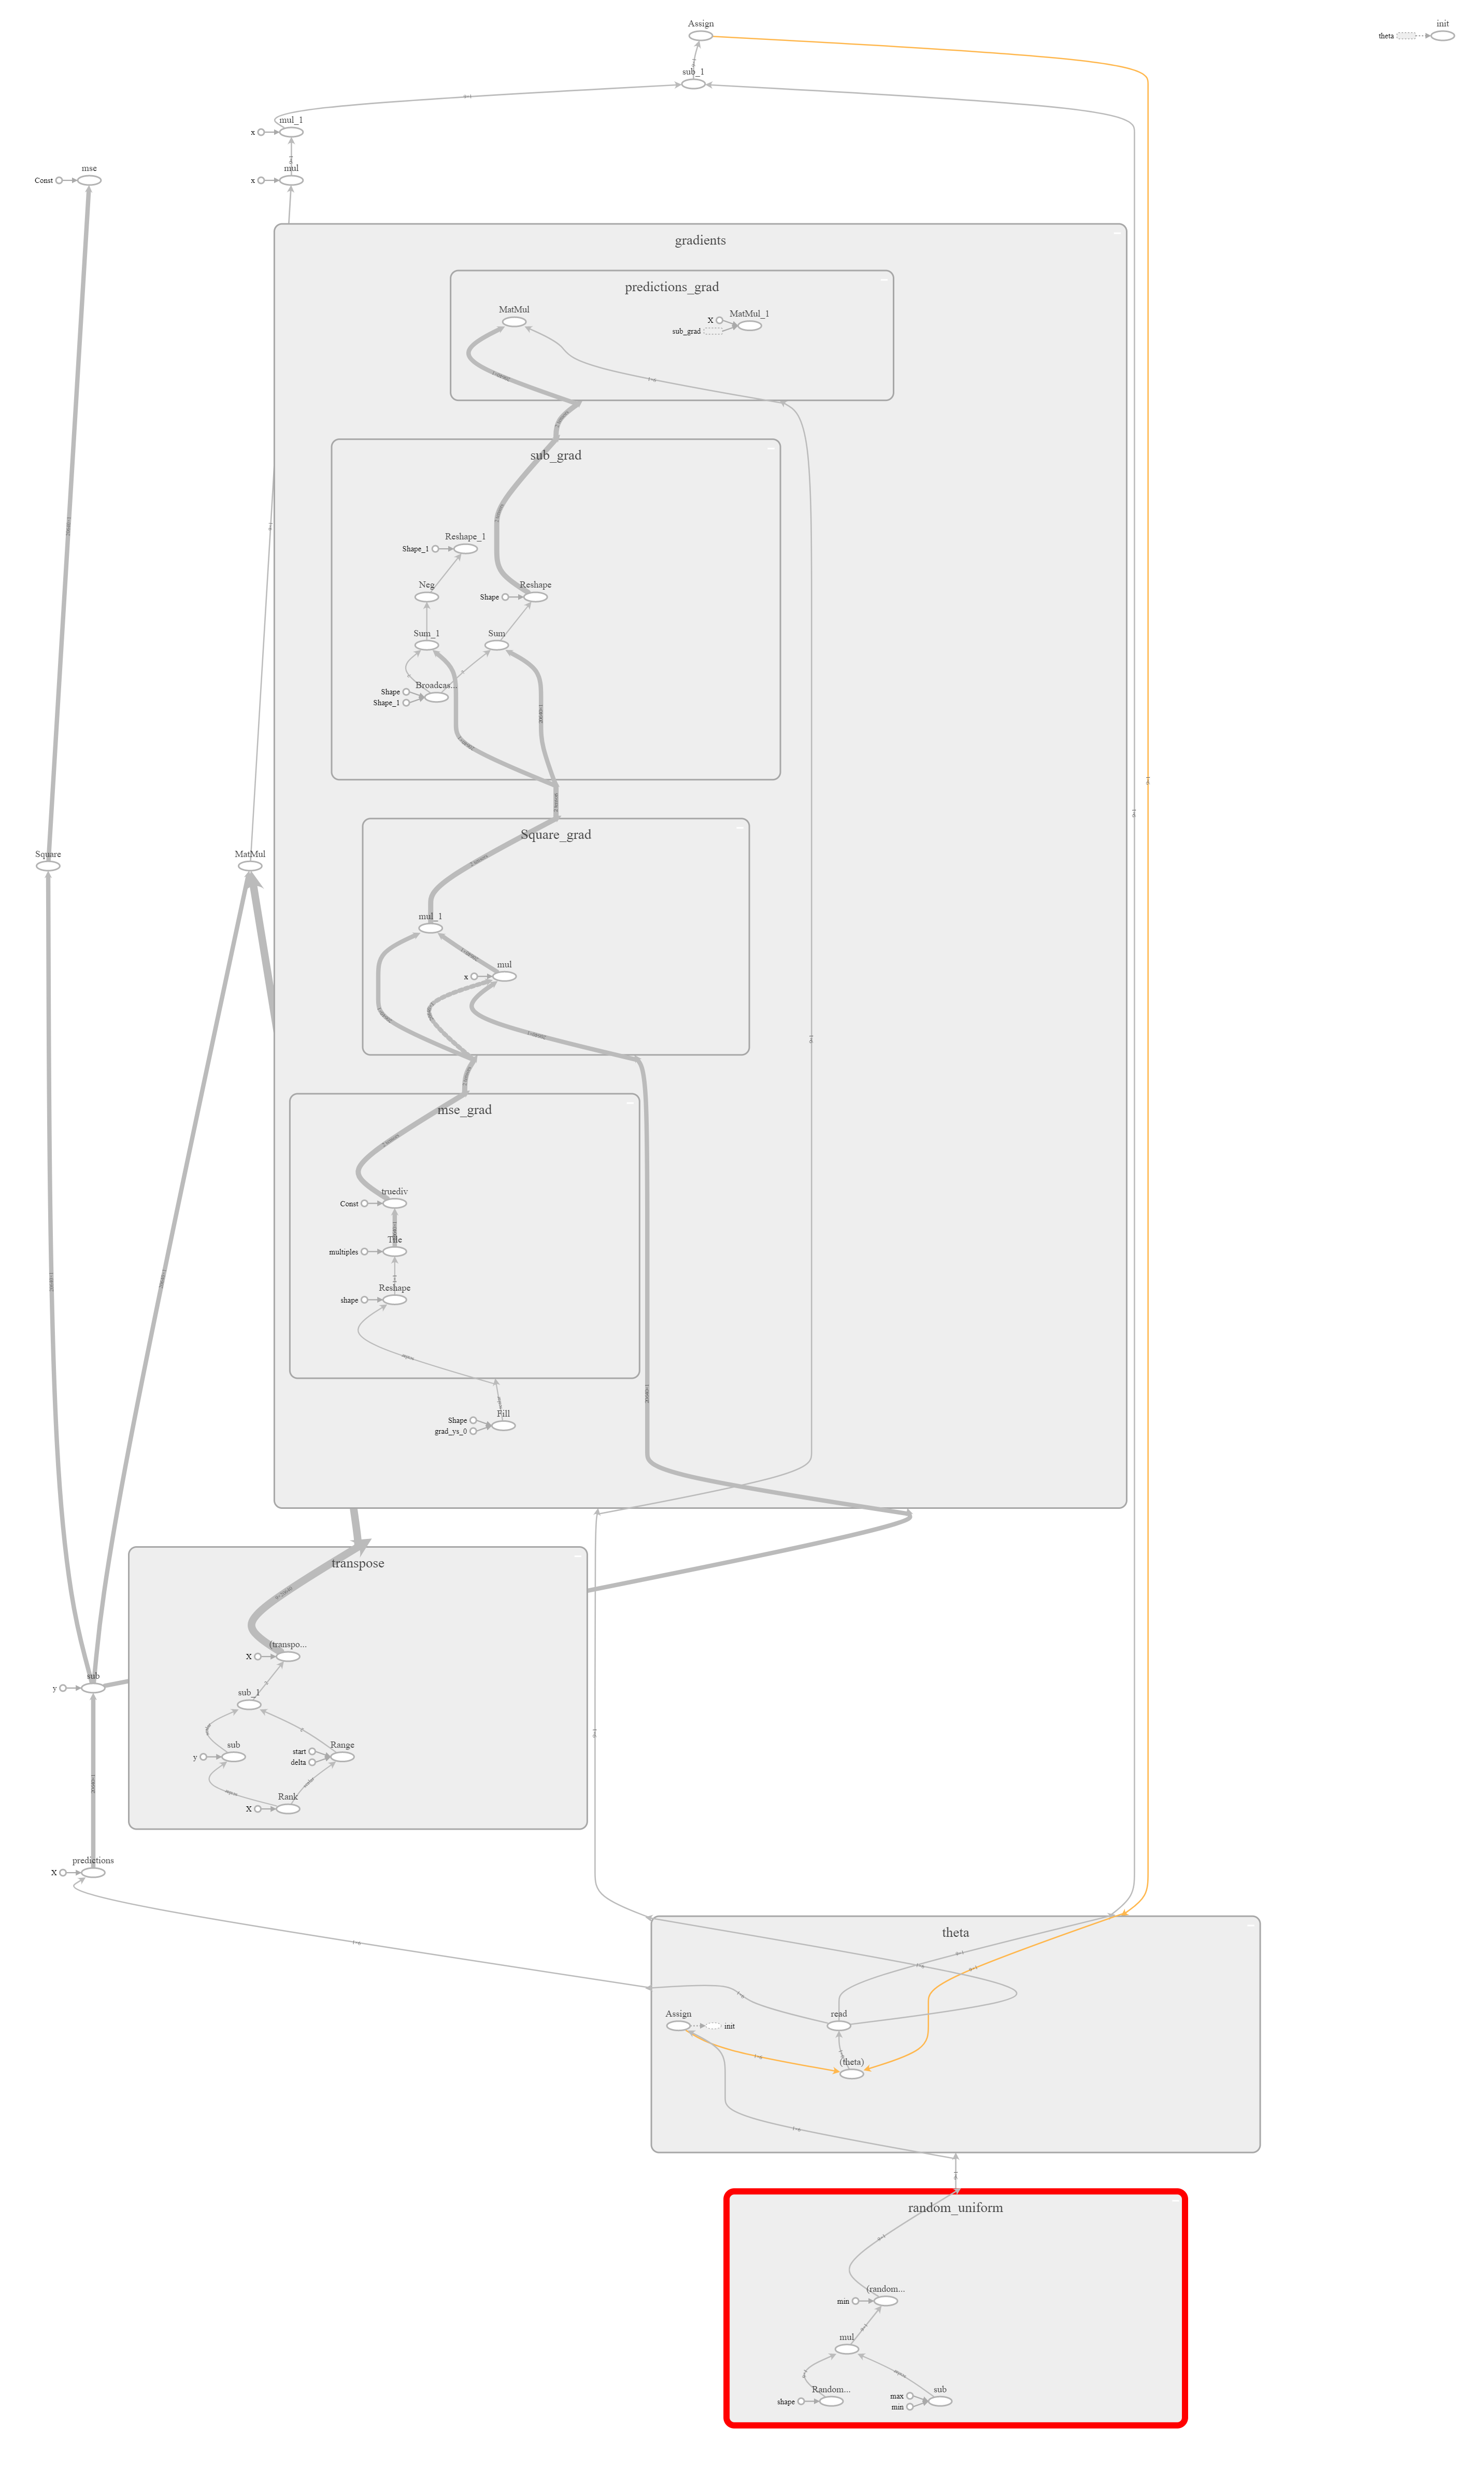 Assign
init
theta
sub_1
mul_1
x
mse
Const
mul
x
gradients
predictions_grad
MatMul
MatMul_1
X
sub_grad
sub_grad
Reshape_1
Shape_1
Neg
Reshape
Shape
Sum_1
Sum
Broadcas...
Shape
Shape_1
Square_grad
Square
MatMul
mul_1
mul
x
mse_grad
truediv
Const
Tile
multiples
Reshape
shape
Fill
Shape
grad_ys_0
transpose
(transpo...
X
sub
y
sub_1
sub
y
Range
start
delta
Rank
X
predictions
X
theta
Assign
init
read
(theta)
random_uniform
(random...
min
mul
Random...
shape
sub
max
min